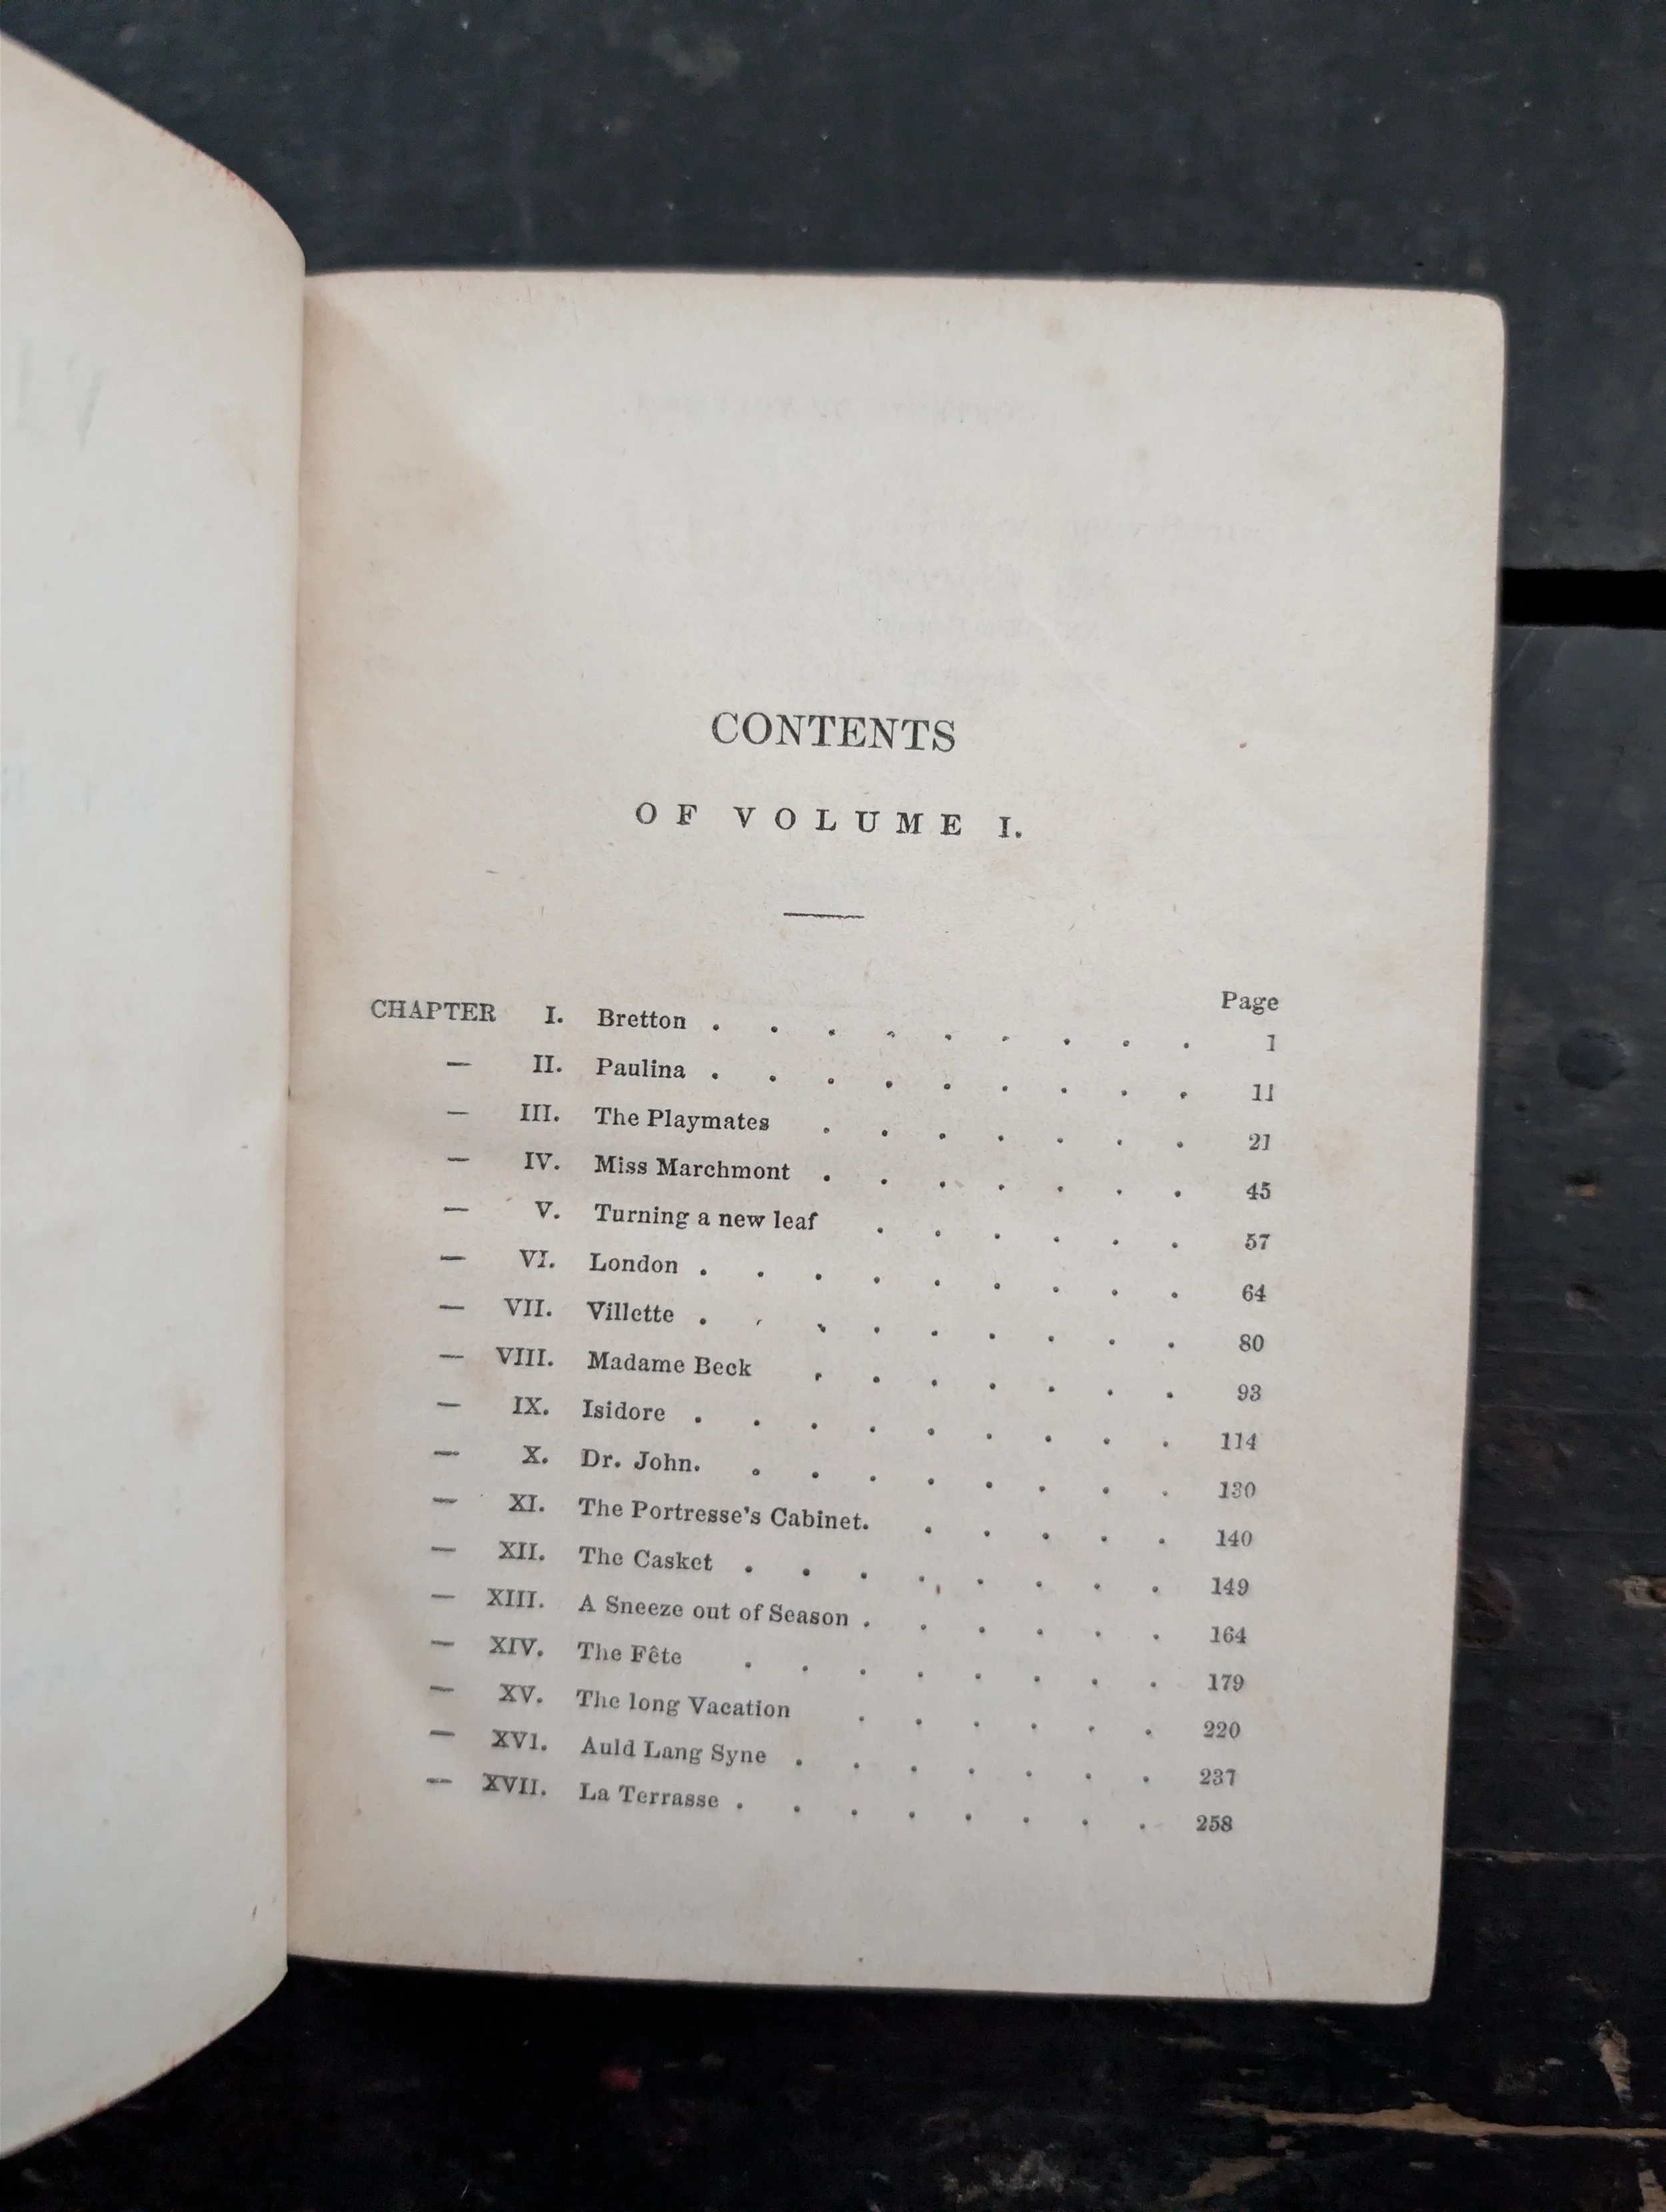 CONTENTS
OF VOLUME I.
Page
CHAPTER I. Bretton . . . . . . . . . 1
— II. Paulina . . . . . . . . . 11
— III. The Playmates . . . . . . . 21
— IV. Miss Marchmont . . . . . . . 45
— V. Turning a new leaf . . . . . . 57
— VI. London . . . . . . . . . 64
— VII. Villette . . . . . . . . . 80
— VIII. Madame Beck . . . . . . . 93
— IX. Isidore . . . . . . . . . 114
— X. Dr. John. . . . . . . . . 130
— XI. The Portresse's Cabinet. . . . . . 140
— XII. The Casket . . . . . . . . 149
— XIII. A Sneeze out of Season . . . . . . 164
— XIV. The Fête . . . . . . . . 179
— XV. The long Vacation . . . . . . 220
— XVI. Auld Lang Syne . . . . . . . 237
— XVII. La Terrasse . . . . . . . . 258